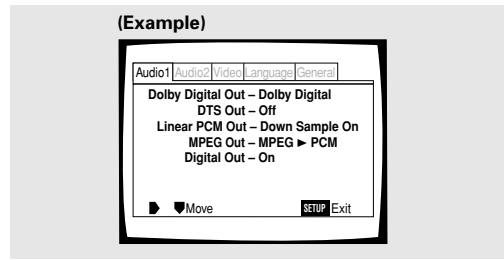 (Example)
Audio1 Audio2 Video Language General
Dolby Digital Out – Dolby Digital
DTS Out – Off
Linear PCM Out – Down Sample On
MPEG Out – MPEG ► PCM
Digital Out – On
Move SETUP Exit